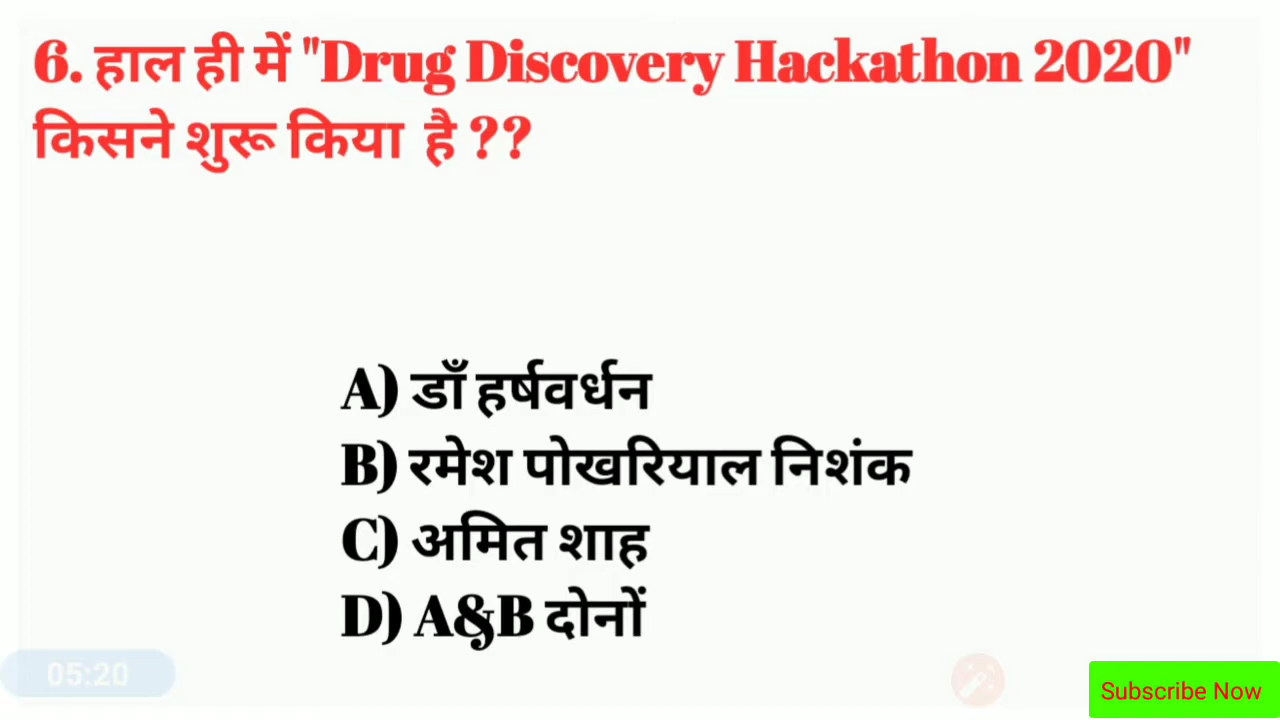 6. हाल ही में "Drug Discovery Hackathon 2020"
किसने शुरू किया है ??
A) डॉं हर्षवर्धन
B) रमेश पोखरियाल निशंक
C) अमित शाह
D) A&B दोनों
05:20
Subscribe Now